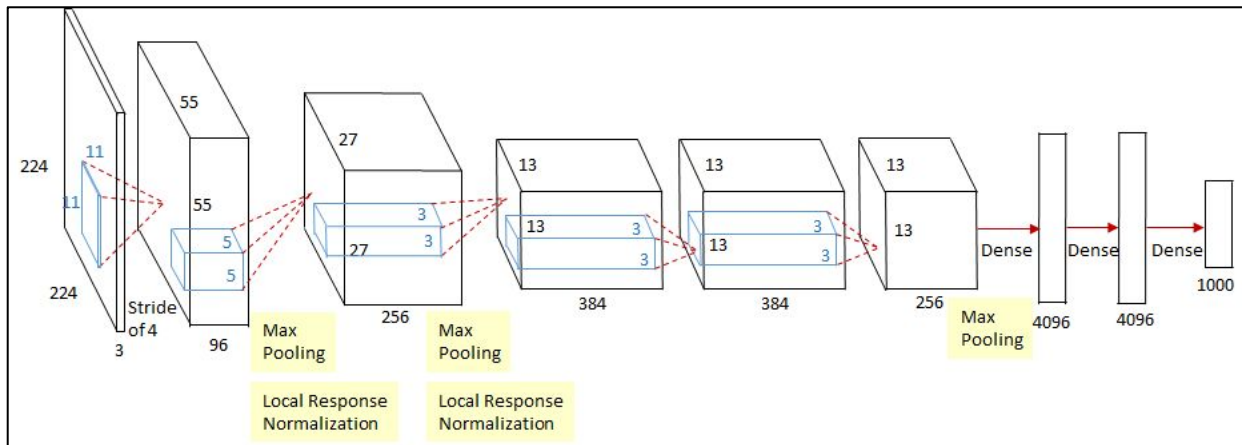 224
224
11
11
3
Stride
of 4
55
55
5
5
96
Max
Pooling
Local Response
Normalization
27
27
3
3
256
Max
Pooling
Local Response
Normalization
13
13
3
3
384
13
13
3
3
384
13
13
256
Max
Pooling
Dense
4096
Dense
4096
Dense
1000